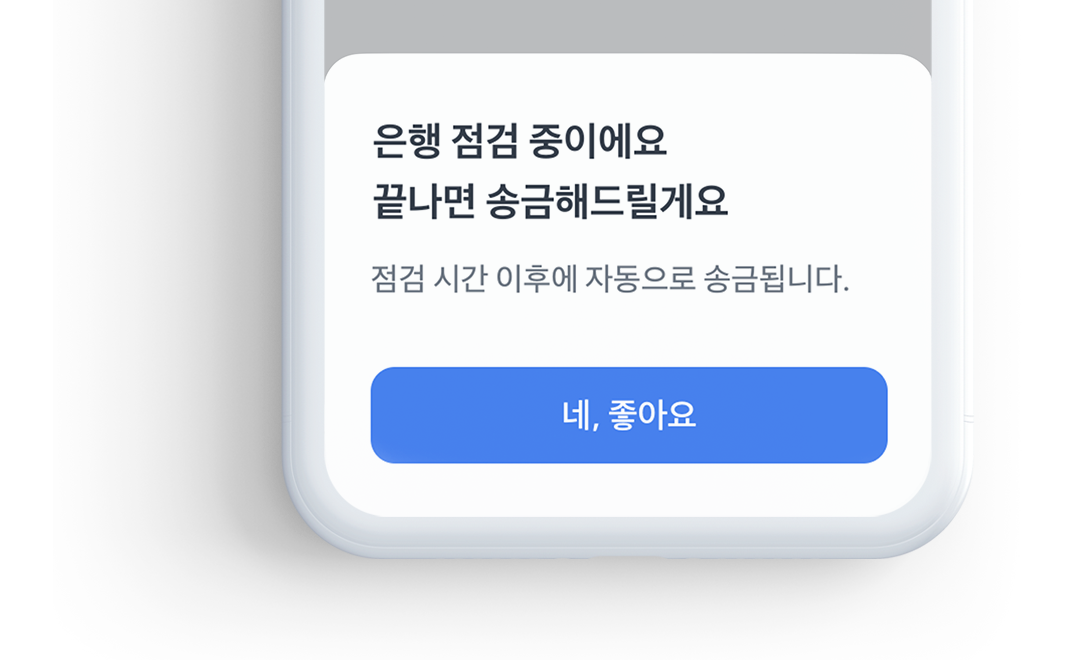 은행 점검 중이에요
끝나면 송금해드릴게요
점검 시간 이후에 자동으로 송금됩니다.
네, 좋아요